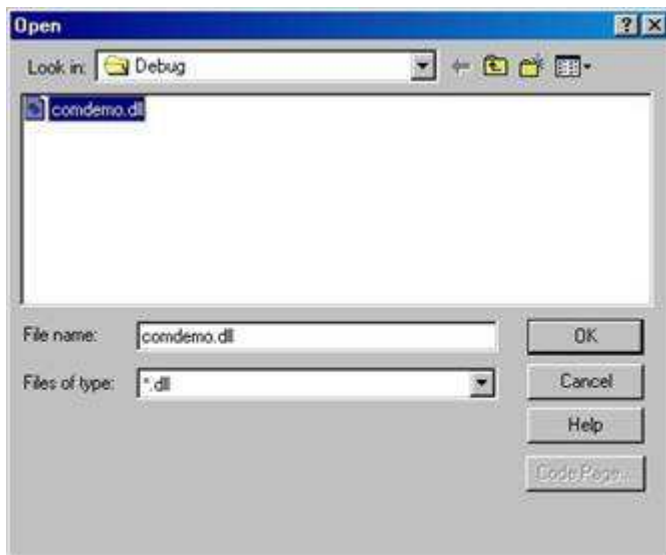 Open
Look in: Debug
comdemo.dll
File name: comdemo.dll OK
Files of type: *.dll Cancel
Help
Code Page...